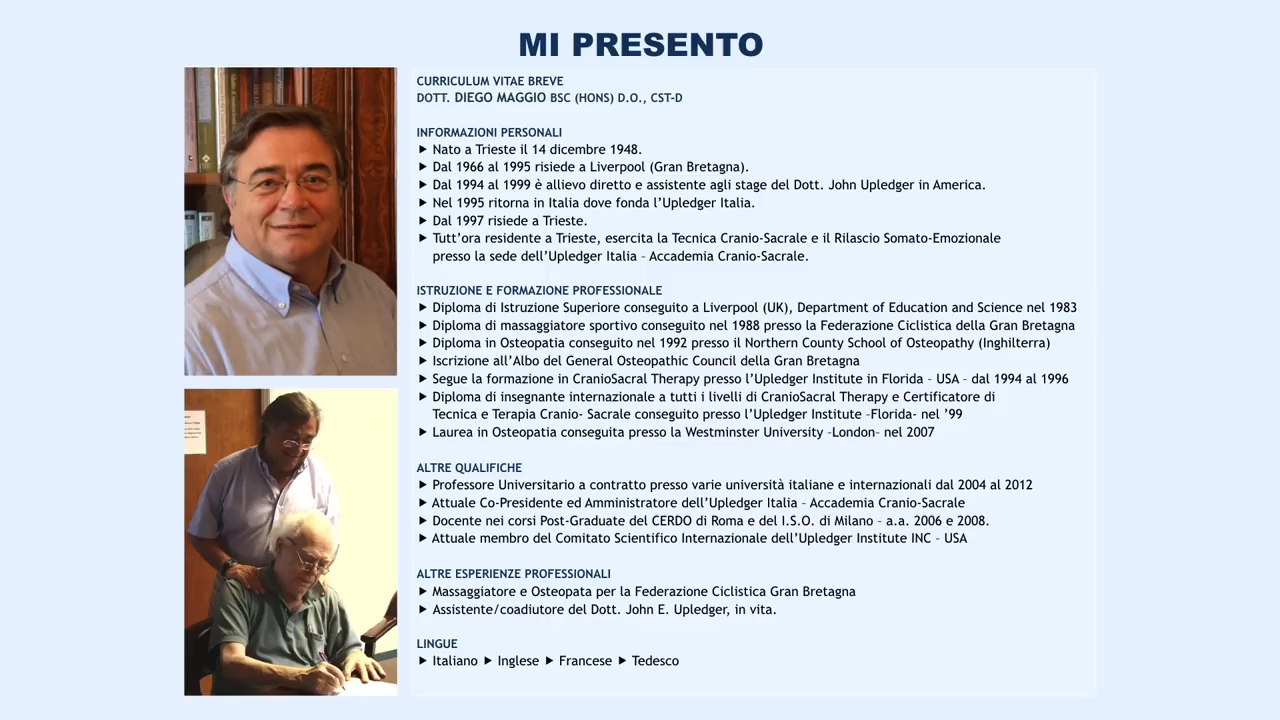 MI PRESENTO
CURRICULUM VITAE BREVE
DOTT. DIEGO MAGGIO BSC (HONS) D.O., CST-D
INFORMAZIONI PERSONALI
▶ Nato a Trieste il 14 dicembre 1948.
▶ Dal 1966 al 1995 risiede a Liverpool (Gran Bretagna).
▶ Dal 1994 al 1999 è allievo diretto e assistente agli stage del Dott. John Upledger in America.
▶ Nel 1995 ritorna in Italia dove fonda l'Upledger Italia.
▶ Dal 1997 risiede a Trieste.
▶ Tutt'ora residente a Trieste, esercita la Tecnica Cranio-Sacrale e il Rilascio Somato-Emozionale
presso la sede dell'Upledger Italia - Accademia Cranio-Sacrale.
ISTRUZIONE E FORMAZIONE PROFESSIONALE
▶ Diploma di Istruzione Superiore conseguito a Liverpool (UK), Department of Education and Science nel 1983
▶ Diploma di massaggiatore sportivo conseguito nel 1988 presso la Federazione Ciclistica della Gran Bretagna
▶ Diploma in Osteopatia conseguito nel 1992 presso il Northern County School of Osteopathy (Inghilterra)
▶ Iscrizione all'Albo del General Osteopathic Council della Gran Bretagna
▶ Segue la formazione in CranioSacral Therapy presso l'Upledger Institute in Florida - USA - dal 1994 al 1996
▶ Diploma di insegnante internazionale a tutti i livelli di CranioSacral Therapy e Certificatore di
Tecnica e Terapia Cranio- Sacrale conseguito presso l'Upledger Institute -Florida- nel '99
▶ Laurea in Osteopatia conseguita presso la Westminster University -London- nel 2007
ALTRE QUALIFICHE
▶ Professore Universitario a contratto presso varie università italiane e internazionali dal 2004 al 2012
▶ Attuale Co-Presidente ed Amministratore dell'Upledger Italia - Accademia Cranio-Sacrale
▶ Docente nei corsi Post-Graduate del CERDO di Roma e del I.S.O. di Milano - a.a. 2006 e 2008.
▶ Attuale membro del Comitato Scientifico Internazionale dell'Upledger Institute INC - USA
ALTRE ESPERIENZE PROFESSIONALI
▶ Massaggiatore e Osteopata per la Federazione Ciclistica Gran Bretagna
▶ Assistente/coadiutore del Dott. John E. Upledger, in vita.
LINGUE
▶ Italiano ▶ Inglese ▶ Francese ▶ Tedesco